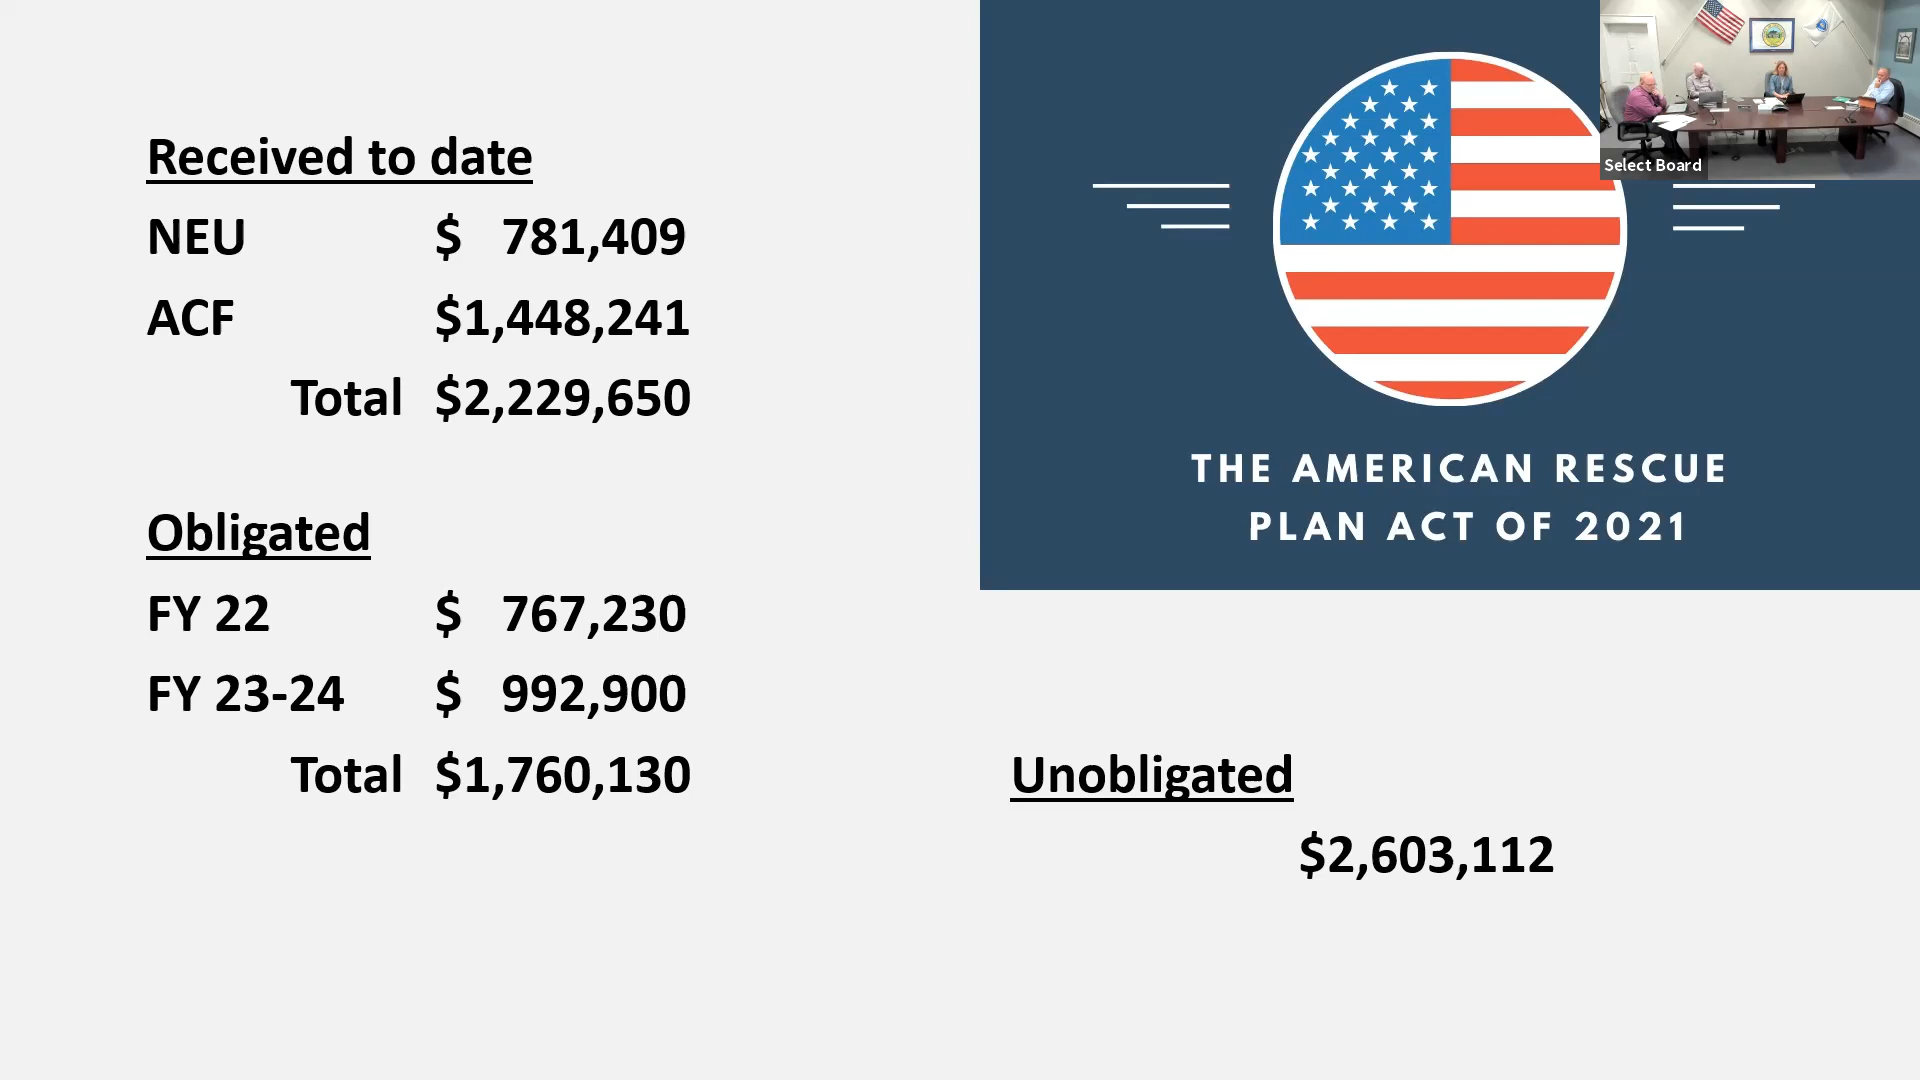 Received to date
NEU $ 781,409
ACF $1,448,241
Total $2,229,650
Obligated
FY 22 $ 767,230
FY 23-24 $ 992,900
Total $1,760,130
THE AMERICAN RESCUE
PLAN ACT OF 2021
Unobligated
$2,603,112
Select Board